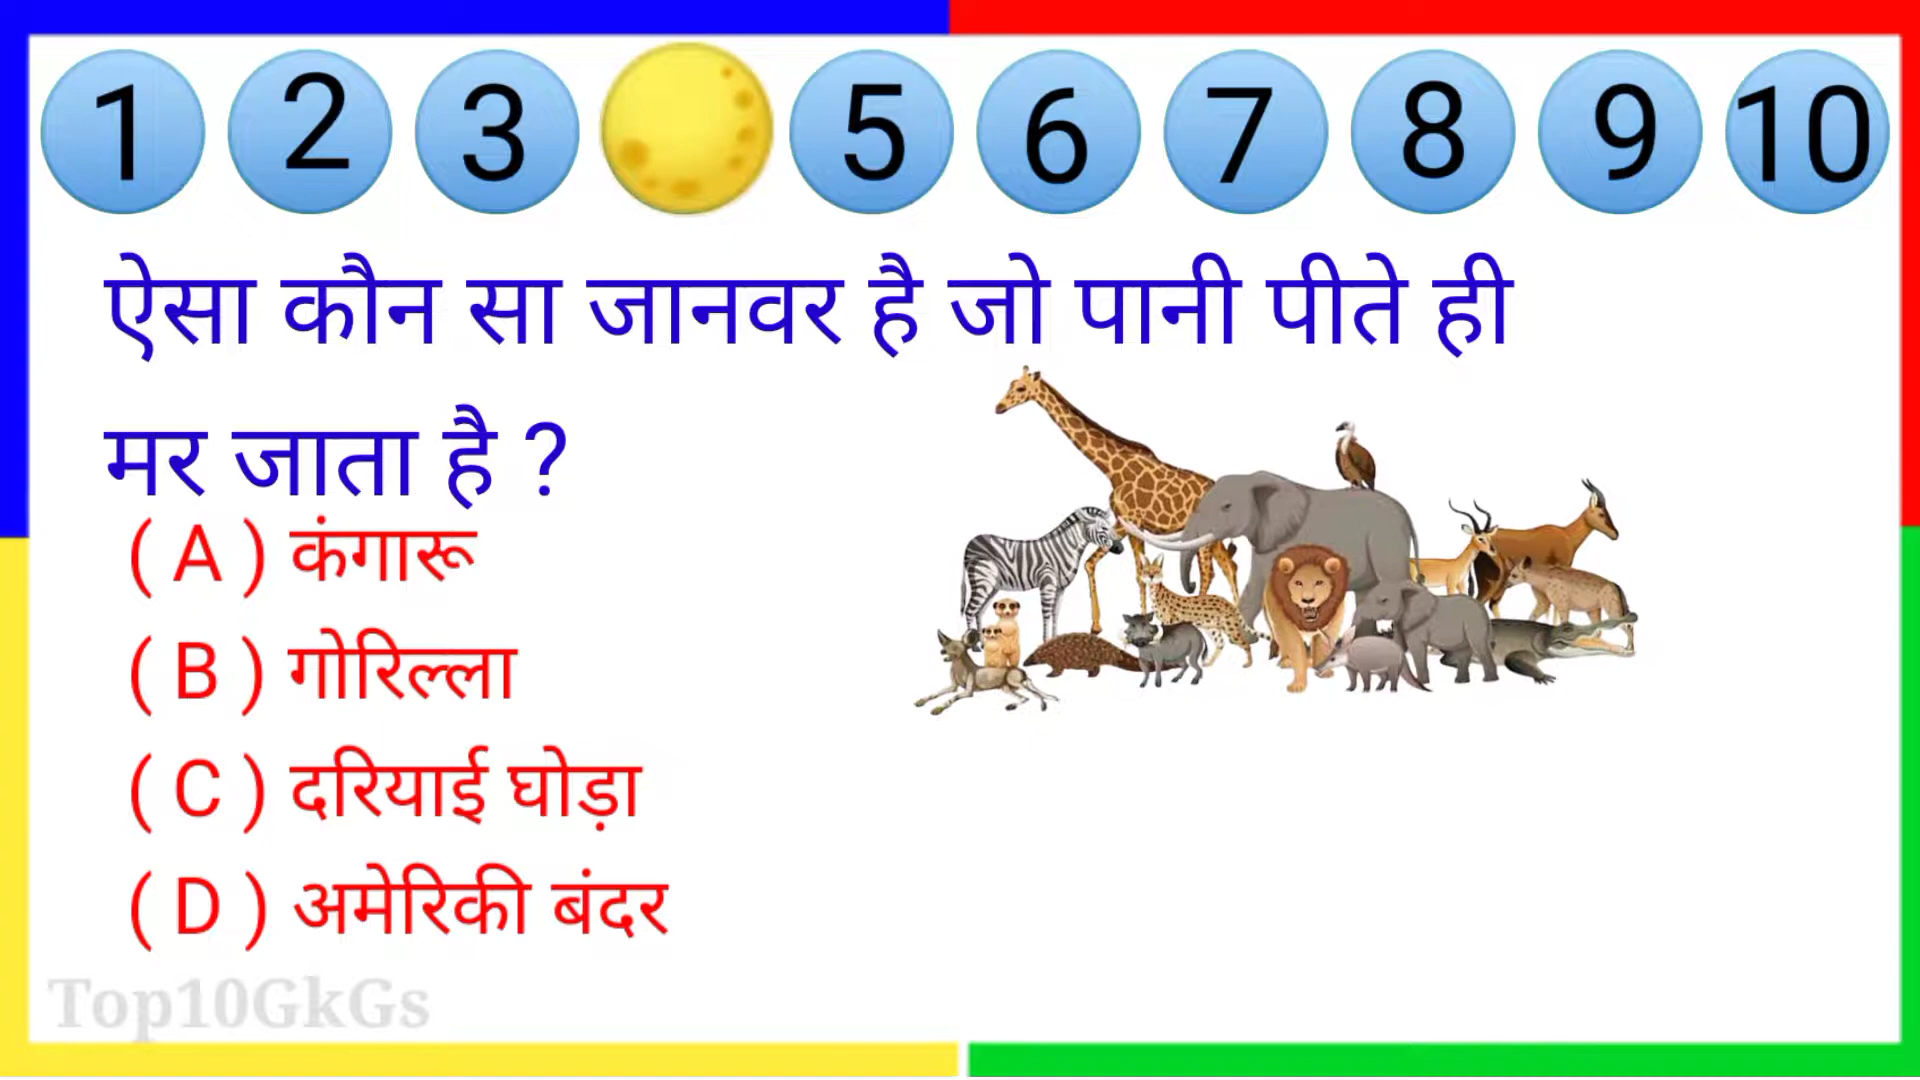 1 2 3 5 6 7 8 9 10
ऐसा कौन सा जानवर है जो पानी पीते ही
मर जाता है ?
( A ) कंगारू
( B ) गोरिल्ला
( C ) दरियाई घोड़ा
( D ) अमेरिकी बंदर
Top10GkGs